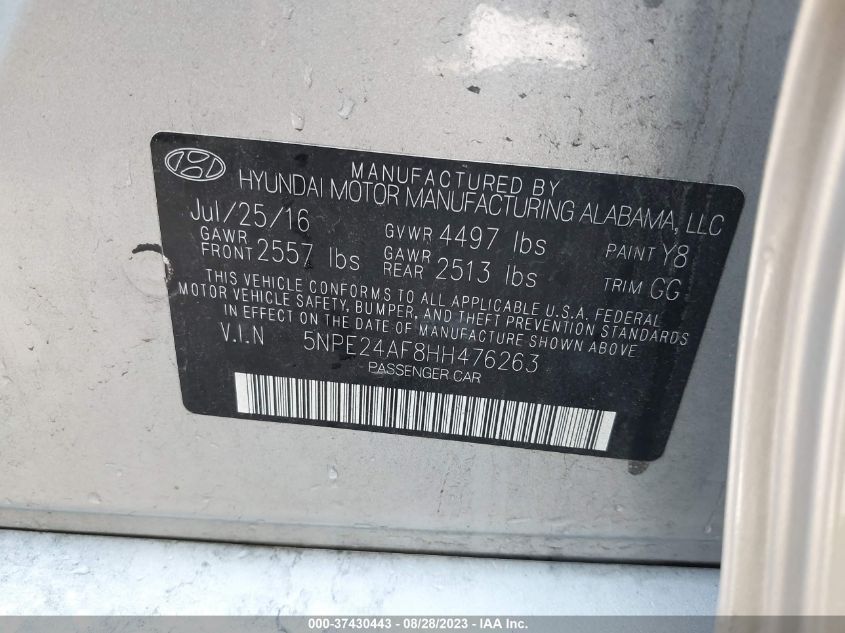 MANUFACTURED BY
HYUNDAI MOTOR MANUFACTURING ALABAMA, LLC
Jul/25/16 GVWR 4497 lbs PAINT Y8
GAWR FRONT 2557 lbs GAWR REAR 2513 lbs TRIM GG
THIS VEHICLE CONFORMS TO ALL APPLICABLE U.S.A. FEDERAL
MOTOR VEHICLE SAFETY, BUMPER, AND THEFT PREVENTION STANDARDS
IN EFFECT ON THE DATE OF MANUFACTURE SHOWN ABOVE.
V.I.N 5NPE24AF8HH476263
PASSENGER CAR
000-37430443 - 08/28/2023 - IAA Inc.